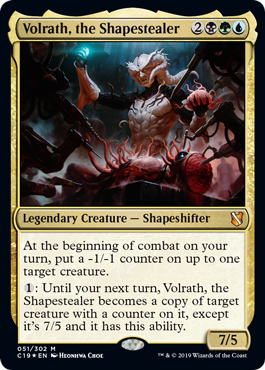 Volrath, the Shapestealer 2
Legendary Creature — Shapeshifter
At the beginning of combat on your
turn, put a -1/-1 counter on up to one
target creature.
1: Until your next turn, Volrath, the
Shapestealer becomes a copy of target
creature with a counter on it, except
it's 7/5 and it has this ability.
7/5
051/302 M
C19 ★ EN HEONHWA CHOE
™ & © 2019 Wizards of the Coast